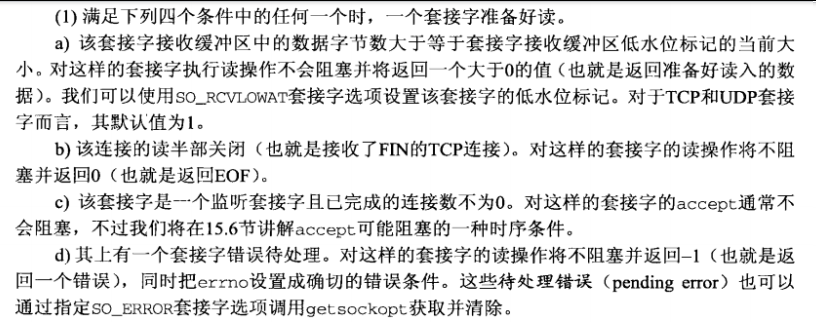 (1) 满足下列四个条件中的任何一个时，一个套接字准备好读。
a) 该套接字接收缓冲区中的数据字节数大于等于套接字接收缓冲区低水位标记的当前大
小。对这样的套接字执行读操作不会阻塞并将返回一个大于0的值（也就是返回准备好读入的数
据）。我们可以使用SO_RCVLOWAT套接字选项设置该套接字的低水位标记。对于TCP和UDP套接
字而言，其默认值为1。
b) 该连接的读半部关闭（也就是接收了FIN的TCP连接）。对这样的套接字的读操作将不阻
塞并返回0（也就是返回EOF）。
c) 该套接字是一个监听套接字且已完成的连接数不为0。对这样的套接字的accept通常不
会阻塞，不过我们将在15.6节讲解accept可能阻塞的一种时序条件。
d) 其上有一个套接字错误待处理。对这样的套接字的读操作将不阻塞并返回–1（也就是返
回一个错误），同时把errno设置成确切的错误条件。这些待处理错误（pending error）也可以
通过指定SO_ERROR套接字选项调用getsockopt获取并清除。